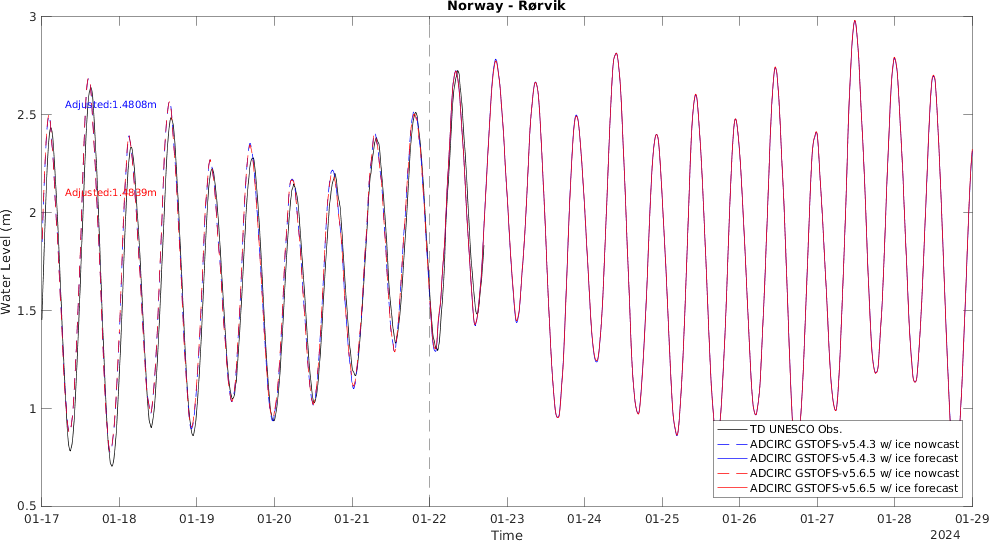 Norway - Rørvik
3
2.5
2
1.5
1
0.5
Water Level (m)
Adjusted:1.4808m
Adjusted:1.4839m
TD UNESCO Obs.
ADCIRC GSTOFS-v5.4.3 w/ ice nowcast
ADCIRC GSTOFS-v5.4.3 w/ ice forecast
ADCIRC GSTOFS-v5.6.5 w/ ice nowcast
ADCIRC GSTOFS-v5.6.5 w/ ice forecast
01-17 01-18 01-19 01-20 01-21 01-22 01-23 01-24 01-25 01-26 01-27 01-28 01-29
Time
2024